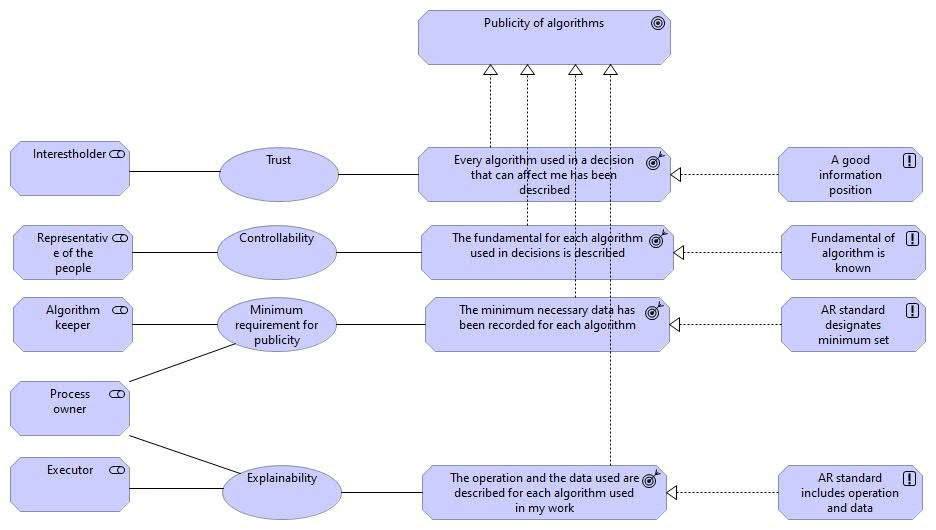 Publicity of algorithms
Interestholder
Trust
Every algorithm used in a decision
that can affect me has been
described
A good
information
position
Representativ
e of the
people
Controllability
The fundamental for each algorithm
used in decisions is described
Fundamental of
algorithm is
known
Algorithm
keeper
Minimum
requirement for
publicity
The minimum necessary data has
been recorded for each algorithm
AR standard
designates
minimum set
Process
owner
Executor
Explainability
The operation and the data used are
described for each algorithm used
in my work
AR standard
includes operation
and data